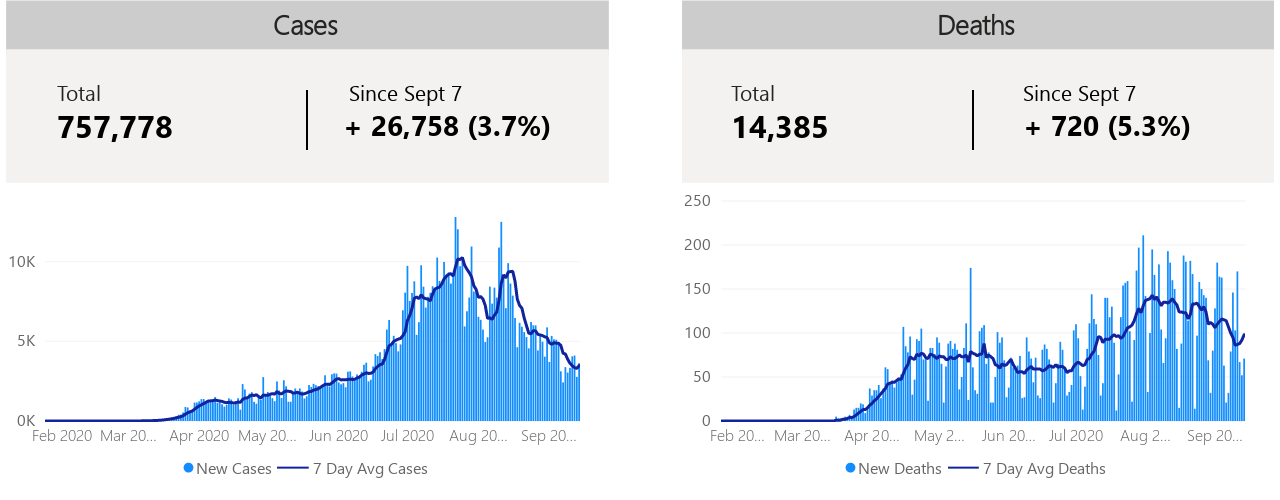 Cases
Total
757,778
Since Sept 7
+ 26,758 (3.7%)
10K
5K
0K
Feb 2020 Mar 20... Apr 2020 May 20... Jun 2020 Jul 2020 Aug 20... Sep 20...
New Cases 7 Day Avg Cases
Deaths
Total
14,385
Since Sept 7
+ 720 (5.3%)
250
200
150
100
50
0
Feb 20... Mar 20... Apr 20... May 2... Jun 20... Jul 2020 Aug 2... Sep 20...
New Deaths 7 Day Avg Deaths